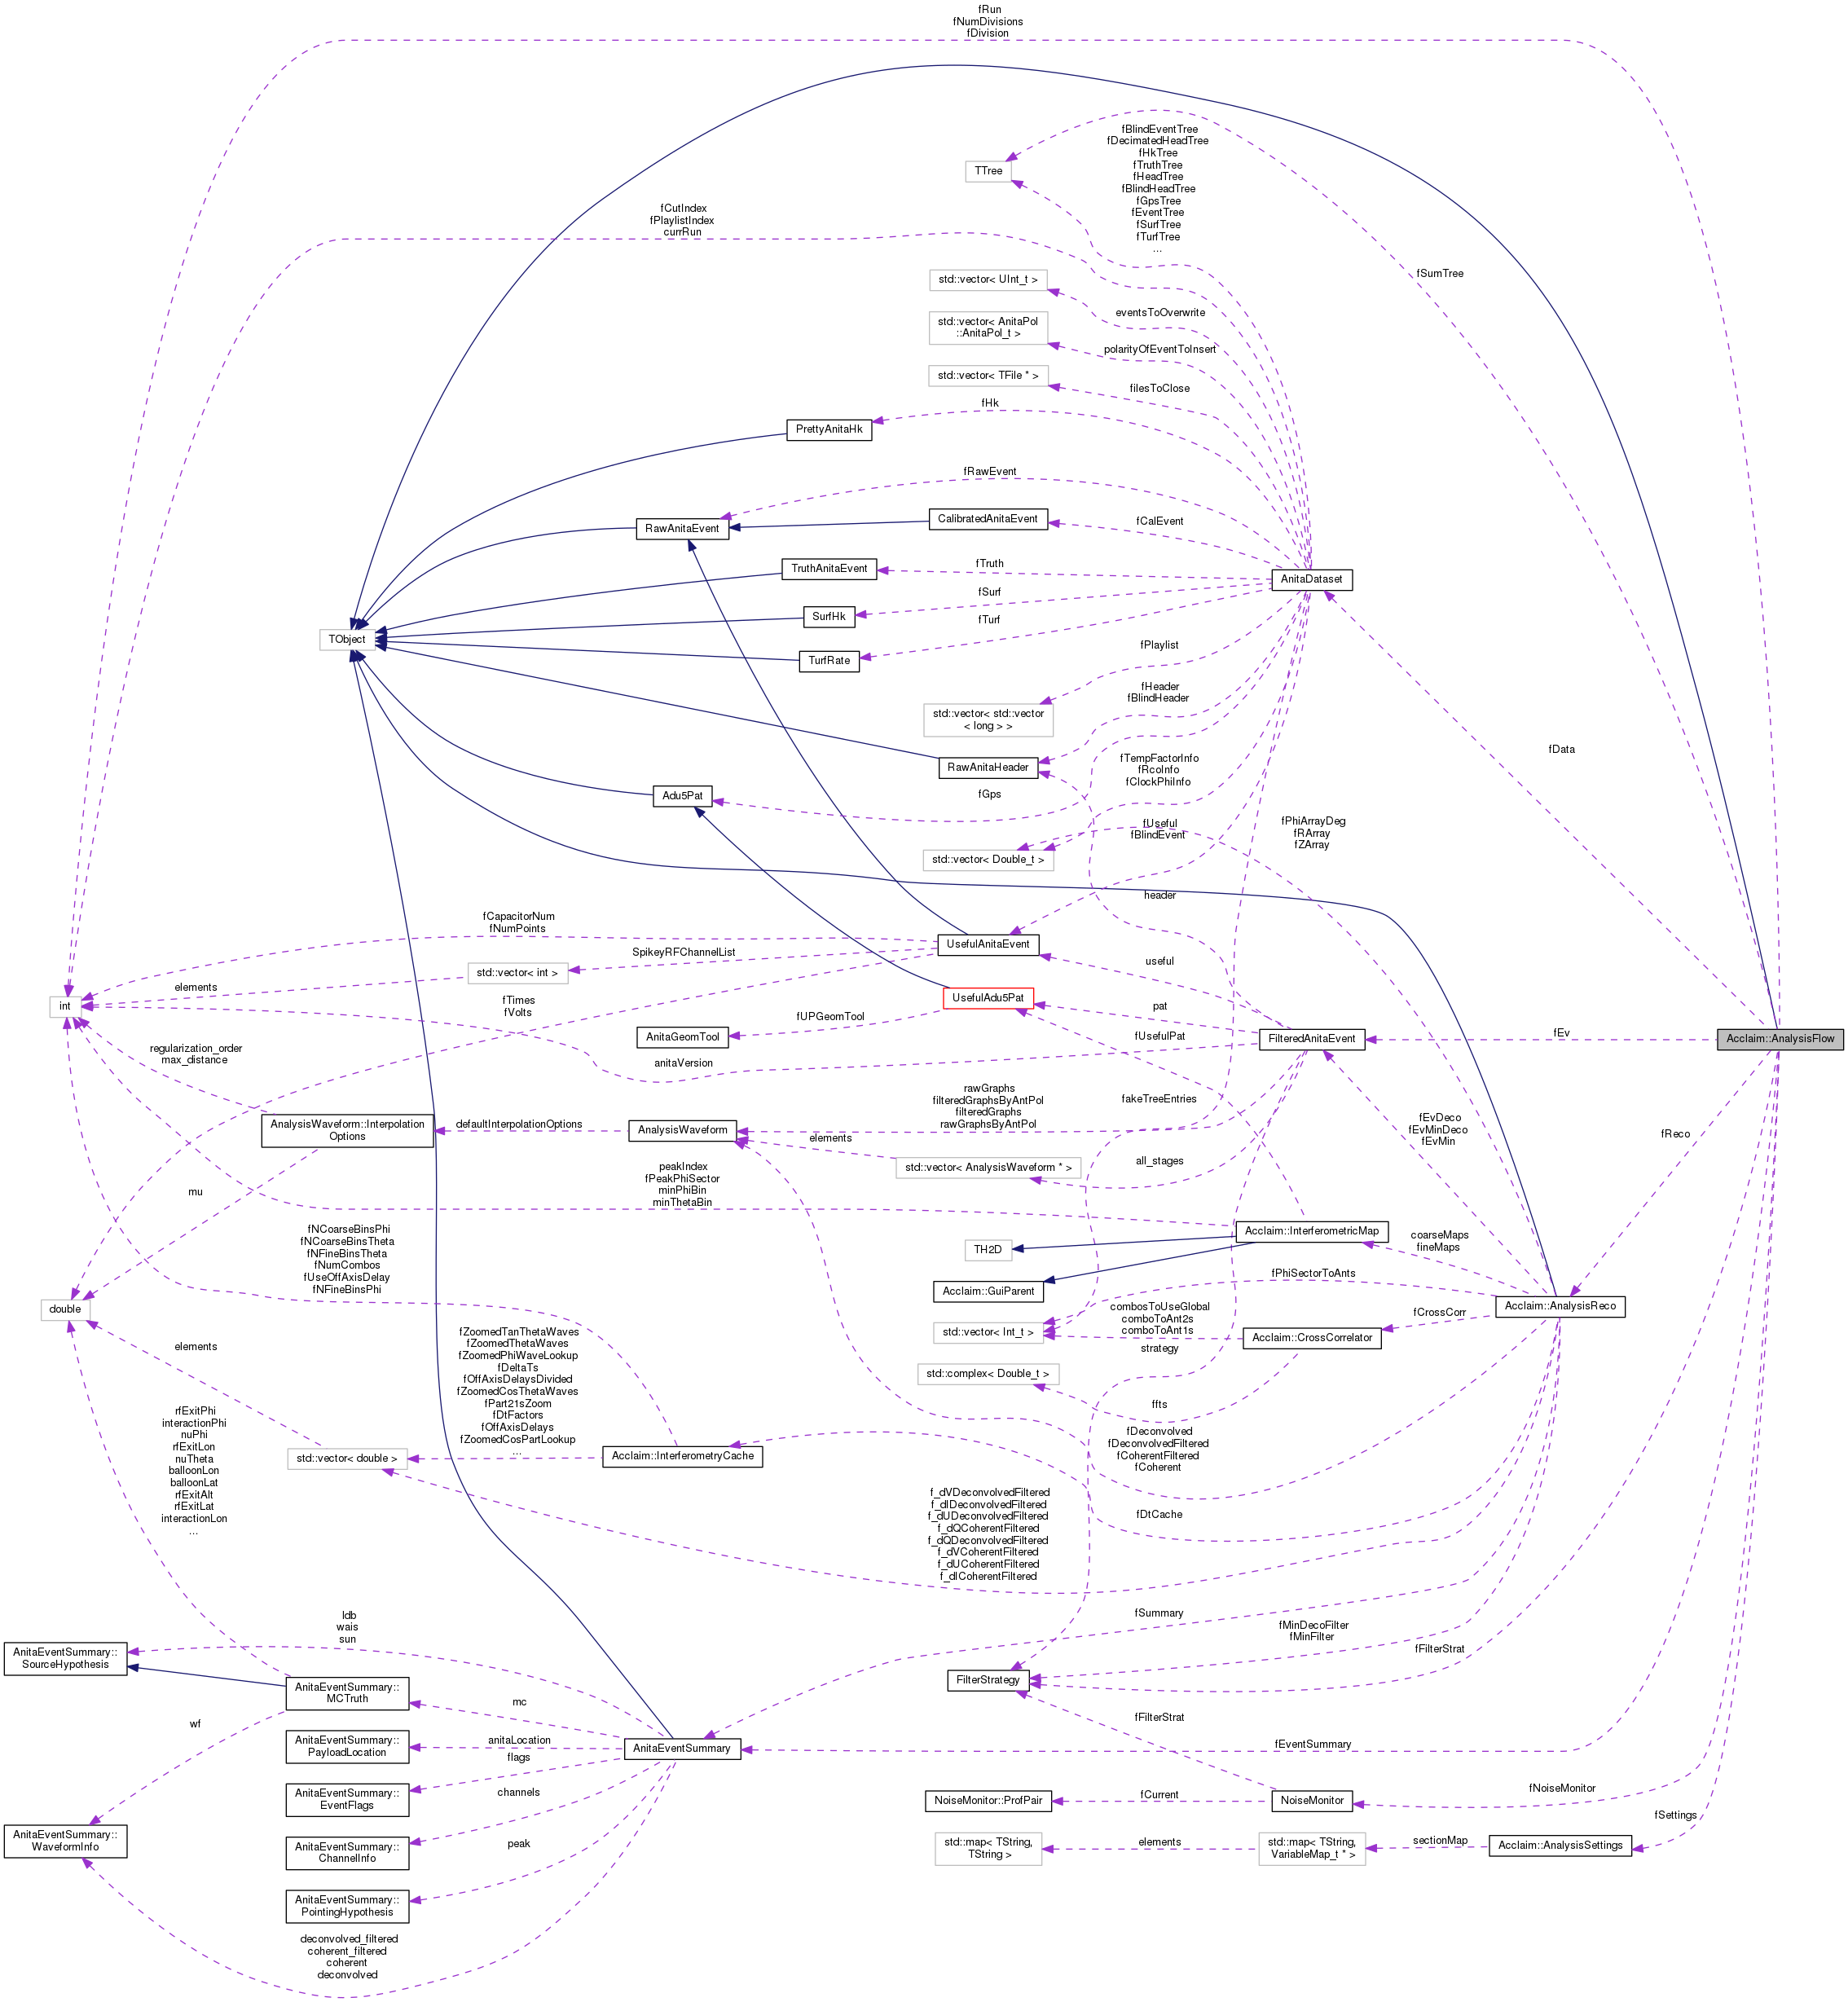 fRun
fNumDivisions
fDivision
fBlindEventTree
fDecimatedHeadTree
fHkTree
fTruthTree
fHeadTree
fBlindHeadTree
fGpsTree
fEventTree
fSurfTree
fTurfTree
...
TTree
fCutIndex
fPlaylistIndex
currRun
fSumTree
std::vector< UInt_t >
eventsToOverwrite
std::vector< AnitaPol
::AnitaPol_t >
polarityOfEventToInsert
std::vector< TFile * >
filesToClose
fHk
PrettyAnitaHk
fRawEvent
RawAnitaEvent
CalibratedAnitaEvent
fCalEvent
TruthAnitaEvent
fTruth
AnitaDataset
fSurf
SurfHk
fTurf
TObject
TurfRate
fPlaylist
fHeader
fBlindHeader
std::vector< std::vector
< long > >
fData
RawAnitaHeader
fTempFactorInfo
fRcoInfo
fClockPhiInfo
Adu5Pat
fGps
fUseful
fBlindEvent
fPhiArrayDeg
fRArray
fZArray
std::vector< Double_t >
header
fCapacitorNum
fNumPoints
UsefulAnitaEvent
SpikeyRFChannelList
useful
std::vector< int >
elements
int
fTimes
fVolts
UsefulAdu5Pat
pat
fUPGeomTool
AnitaGeomTool
fUsefulPat
FilteredAnitaEvent
fEv
Acclaim::AnalysisFlow
regularization_order
max_distance
anitaVersion
rawGraphs
filteredGraphsByAntPol
filteredGraphs
rawGraphsByAntPol
fakeTreeEntries
AnalysisWaveform::Interpolation
Options
defaultInterpolationOptions
AnalysisWaveform
elements
fEvDeco
fEvMinDeco
fEvMin
fReco
std::vector< AnalysisWaveform * >
all_stages
mu
peakIndex
fPeakPhiSector
minPhiBin
minThetaBin
Acclaim::InterferometricMap
coarseMaps
fineMaps
TH2D
fNCoarseBinsPhi
fNCoarseBinsTheta
fNFineBinsTheta
fNumCombos
fUseOffAxisDelay
fNFineBinsPhi
Acclaim::GuiParent
fPhiSectorToAnts
Acclaim::AnalysisReco
double
combosToUseGlobal
comboToAnt2s
comboToAnt1s
fCrossCorr
std::vector< Int_t >
Acclaim::CrossCorrelator
strategy
elements
fZoomedTanThetaWaves
fZoomedThetaWaves
fZoomedPhiWaveLookup
fDeltaTs
fOffAxisDelaysDivided
fZoomedCosThetaWaves
fPart21sZoom
fDtFactors
fOffAxisDelays
fZoomedCosPartLookup
...
std::complex< Double_t >
ffts
rfExitPhi
interactionPhi
nuPhi
rfExitLon
nuTheta
balloonLon
balloonLat
rfExitAlt
rfExitLat
interactionLon
...
std::vector< double >
Acclaim::InterferometryCache
fDeconvolved
fDeconvolvedFiltered
fCoherentFiltered
fCoherent
f_dVDeconvolvedFiltered
f_dIDeconvolvedFiltered
f_dUDeconvolvedFiltered
f_dQCoherentFiltered
f_dQDeconvolvedFiltered
f_dVCoherentFiltered
f_dUCoherentFiltered
f_dICoherentFiltered
fDtCache
ldb
wais
sun
fSummary
fMinDecoFilter
fMinFilter
fFilterStrat
AnitaEventSummary::
SourceHypothesis
AnitaEventSummary::
MCTruth
FilterStrategy
mc
wf
fFilterStrat
AnitaEventSummary::
PayloadLocation
anitaLocation
AnitaEventSummary
fEventSummary
flags
AnitaEventSummary::
EventFlags
channels
NoiseMonitor::ProfPair
fCurrent
NoiseMonitor
fNoiseMonitor
fSettings
AnitaEventSummary::
WaveformInfo
AnitaEventSummary::
ChannelInfo
peak
std::map< TString,
TString >
elements
std::map< TString,
VariableMap_t * >
sectionMap
Acclaim::AnalysisSettings
AnitaEventSummary::
PointingHypothesis
deconvolved_filtered
coherent_filtered
coherent
deconvolved